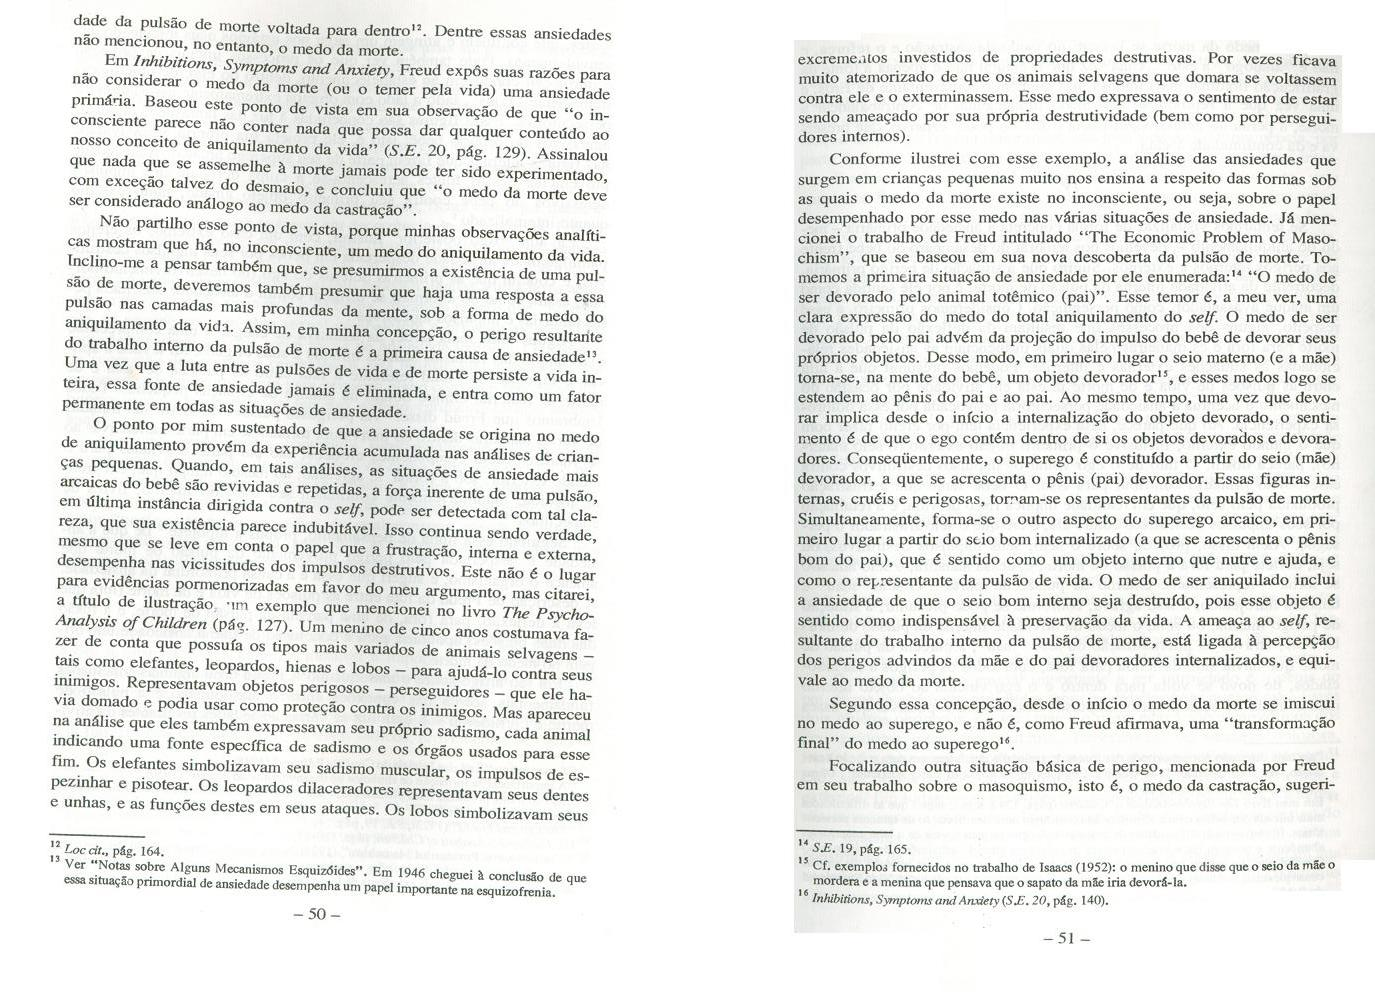 dade da pulsão de morte voltada para dentro¹². Dentre essas ansiedades
não mencionou, no entanto, o medo da morte.
Em Inhibitions, Symptoms and Anxiety, Freud expôs suas razões para
não considerar o medo da morte (ou o temer pela vida) uma ansiedade
primária. Baseou este ponto de vista em sua observação de que “o in-
consciente parece não conter nada que possa dar qualquer conteúdo ao
nosso conceito de aniquilamento da vida” (S.E. 20, pág. 129). Assinalou
que nada que se assemelhe à morte jamais pode ter sido experimentado,
com exceção talvez do desmaio, e concluiu que “o medo da morte deve
ser considerado análogo ao medo da castração”.
Não partilho esse ponto de vista, porque minhas observações analíti-
cas mostram que há, no inconsciente, um medo do aniquilamento da vida.
Inclino-me a pensar também que, se presumirmos a existência de uma pul-
são de morte, deveremos também presumir que haja uma resposta a essa
pulsão nas camadas mais profundas da mente, sob a forma de medo do
aniquilamento da vida. Assim, em minha concepção, o perigo resultante
do trabalho interno da pulsão de morte é a primeira causa de ansiedade¹³.
Uma vez que a luta entre as pulsões de vida e de morte persiste a vida in-
teira, essa fonte de ansiedade jamais é eliminada, e entra como um fator
permanente em todas as situações de ansiedade.
O ponto por mim sustentado de que a ansiedade se origina no medo
de aniquilamento provém da experiência acumulada nas análises de crian-
ças pequenas. Quando, em tais análises, as situações de ansiedade mais
arcaicas do bebê são revividas e repetidas, a força inerente de uma pulsão,
em última instância dirigida contra o self, pode ser detectada com tal cla-
reza, que sua existência parece indubitável. Isso continua sendo verdade,
mesmo que se leve em conta o papel que a frustração, interna e externa,
desempenha nas vicissitudes dos impulsos destrutivos. Este não é o lugar
para evidências pormenorizadas em favor do meu argumento, mas citarei,
a título de ilustração, um exemplo que mencionei no livro The Psycho-
Analysis of Children (pág. 127). Um menino de cinco anos costumava fa-
zer de conta que possuía os tipos mais variados de animais selvagens –
tais como elefantes, leopardos, hienas e lobos – para ajudá-lo contra seus
inimigos. Representavam objetos perigosos – perseguidores – que ele ha-
via domado e podia usar como proteção contra os inimigos. Mas apareceu
na análise que eles também expressavam seu próprio sadismo, cada animal
indicando uma fonte específica de sadismo e os órgãos usados para esse
fim. Os elefantes simbolizavam seu sadismo muscular, os impulsos de es-
pezinhar e pisotear. Os leopardos dilaceradores representavam seus dentes
e unhas, e as funções destes em seus ataques. Os lobos simbolizavam seus
¹² Loc cit., pág. 164.
¹³ Ver “Notas sobre Alguns Mecanismos Esquizóides”. Em 1946 cheguei à conclusão de que
essa situação primordial de ansiedade desempenha um papel importante na esquizofrenia.
– 50 –
excrementos investidos de propriedades destrutivas. Por vezes ficava
muito atemorizado de que os animais selvagens que domara se voltassem
contra ele e o exterminassem. Esse medo expressava o sentimento de estar
sendo ameaçado por sua própria destrutividade (bem como por persegui-
dores internos).
Conforme ilustrei com esse exemplo, a análise das ansiedades que
surgem em crianças pequenas muito nos ensina a respeito das formas sob
as quais o medo da morte existe no inconsciente, ou seja, sobre o papel
desempenhado por esse medo nas várias situações de ansiedade. Já men-
cionei o trabalho de Freud intitulado “The Economic Problem of Maso-
chism”, que se baseou em sua nova descoberta da pulsão de morte. To-
memos a primeira situação de ansiedade por ele enumerada:¹⁴ “O medo de
ser devorado pelo animal totêmico (pai)”. Esse temor é, a meu ver, uma
clara expressão do medo do total aniquilamento do self. O medo de ser
devorado pelo pai advém da projeção do impulso do bebê de devorar seus
próprios objetos. Desse modo, em primeiro lugar o seio materno (e a mãe)
torna-se, na mente do bebê, um objeto devorador¹⁵, e esses medos logo se
estendem ao pênis do pai e ao pai. Ao mesmo tempo, uma vez que devo-
rar implica desde o início a internalização do objeto devorado, o senti-
mento é de que o ego contém dentro de si os objetos devorados e devora-
dores. Conseqüentemente, o superego é constituído a partir do seio (mãe)
devorador, a que se acrescenta o pênis (pai) devorador. Essas figuras in-
ternas, cruéis e perigosas, tornam-se os representantes da pulsão de morte.
Simultaneamente, forma-se o outro aspecto do superego arcaico, em pri-
meiro lugar a partir do seio bom internalizado (a que se acrescenta o pênis
bom do pai), que é sentido como um objeto interno que nutre e ajuda, e
como o representante da pulsão de vida. O medo de ser aniquilado inclui
a ansiedade de que o seio bom interno seja destruído, pois esse objeto é
sentido como indispensável à preservação da vida. A ameaça ao self, re-
sultante do trabalho interno da pulsão de morte, está ligada à percepção
dos perigos advindos da mãe e do pai devoradores internalizados, e equi-
vale ao medo da morte.
Segundo essa concepção, desde o início o medo da morte se imiscui
no medo ao superego, e não é, como Freud afirmava, uma “transformação
final” do medo ao superego¹⁶.
Focalizando outra situação básica de perigo, mencionada por Freud
em seu trabalho sobre o masoquismo, isto é, o medo da castração, sugeri-
¹⁴ S.E. 19, pág. 165.
¹⁵ Cf. exemplos fornecidos no trabalho de Isaacs (1952): o menino que disse que o seio da mãe o
mordera e a menina que pensava que o sapato da mãe iria devorá-la.
¹⁶ Inhibitions, Symptoms and Anxiety (S.E. 20, pág. 140).
– 51 –